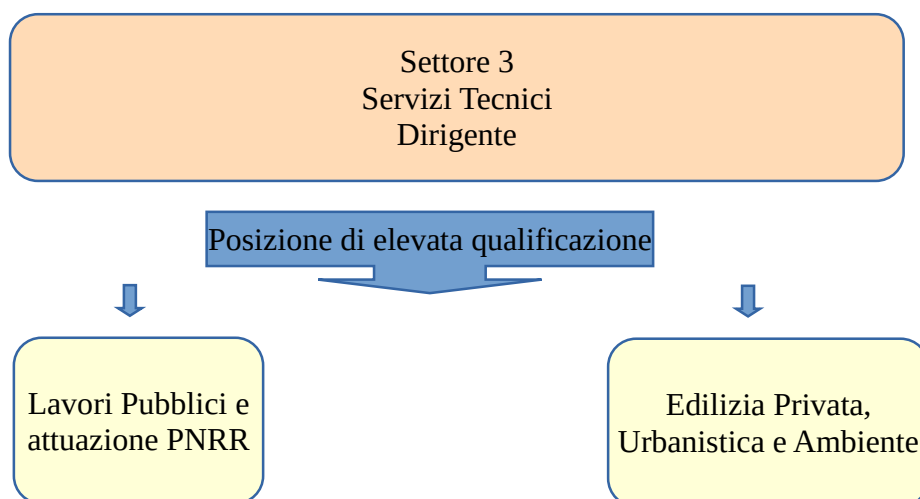 Settore 3
Servizi Tecnici
Dirigente
Posizione di elevata qualificazione
Lavori Pubblici e
attuazione PNRR
Edilizia Privata,
Urbanistica e Ambiente